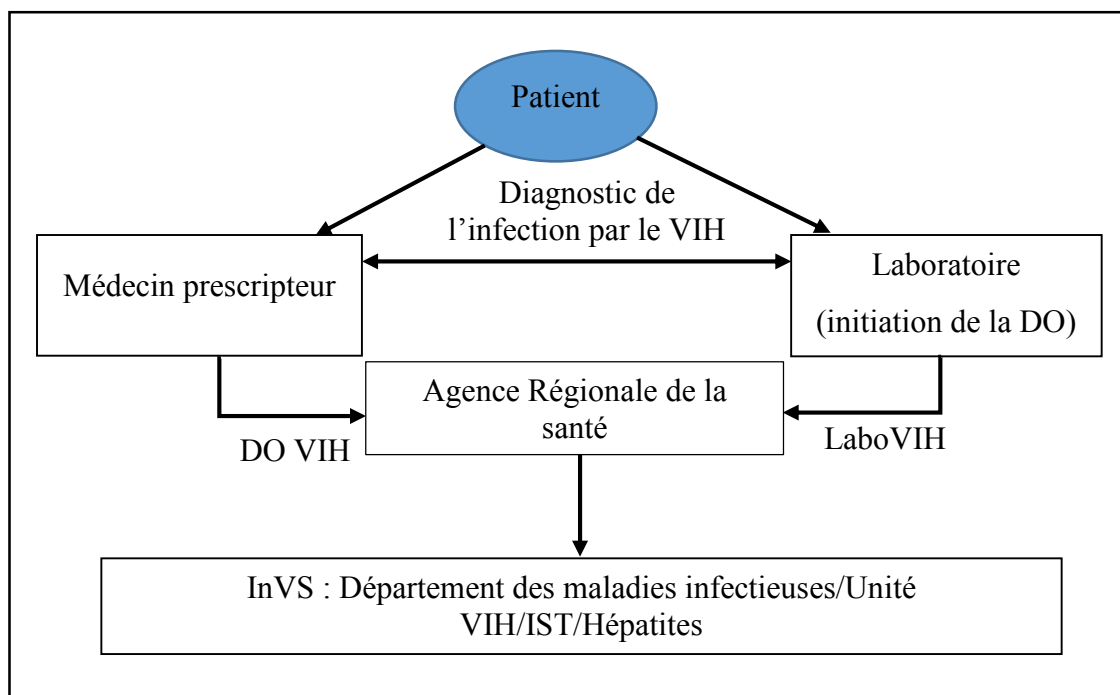 Patient
Diagnostic de
l'infection par le VIH
Médecin prescripteur
Laboratoire
(initiation de la DO)
Agence Régionale de la
santé
DO VIH
LaboVIH
InVS : Département des maladies infectieuses/Unité
VIH/IST/Hépatites